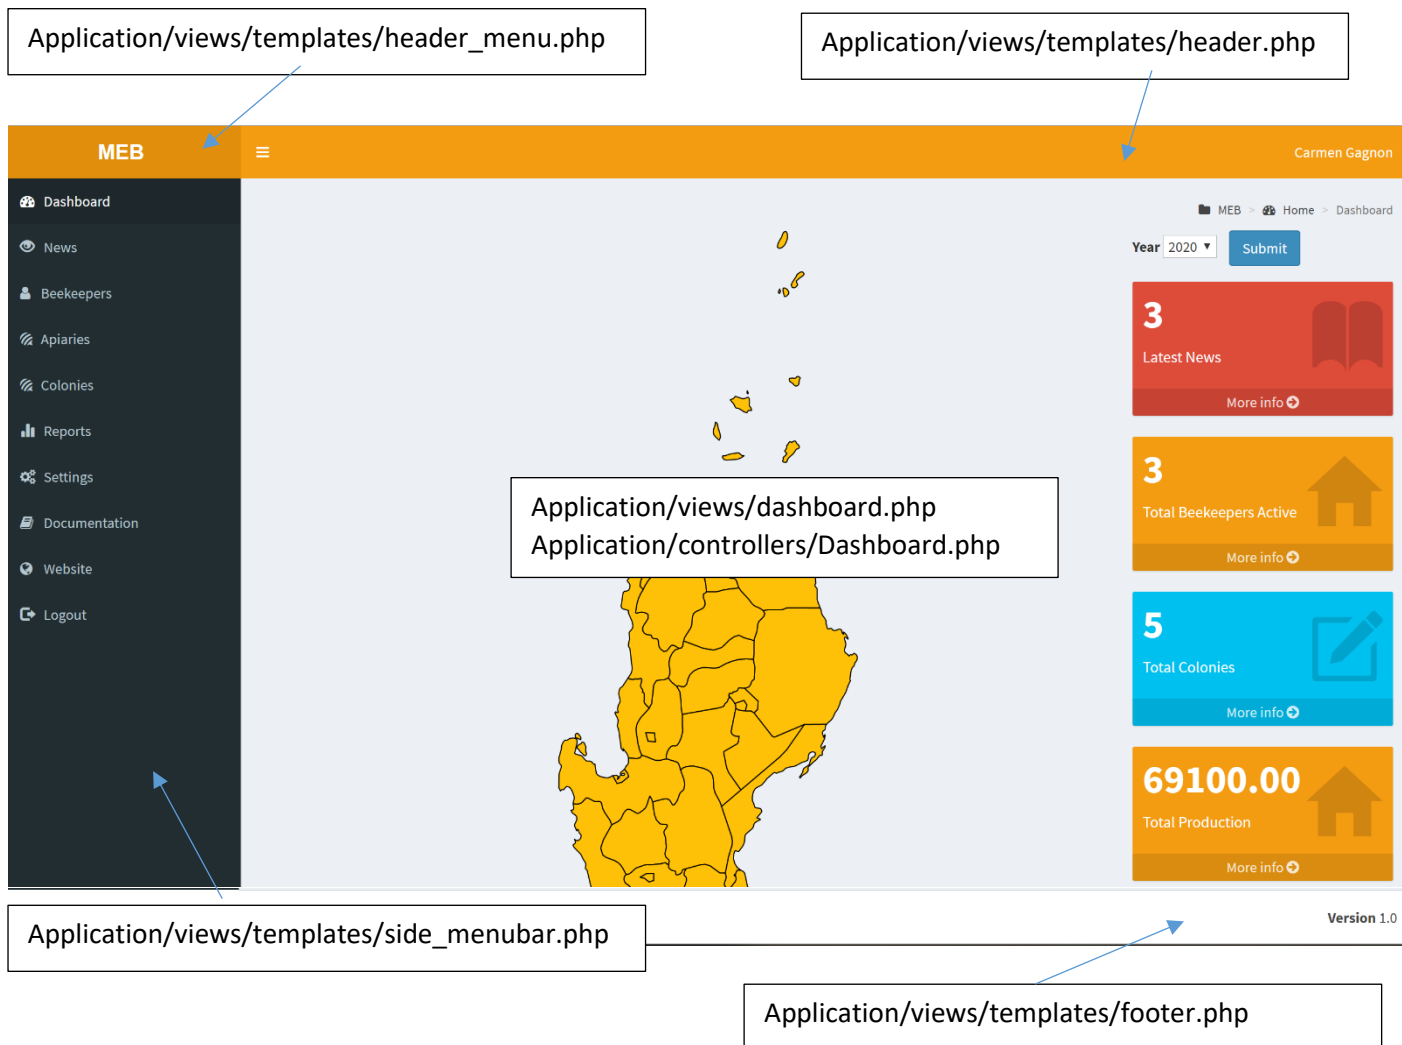 Application/views/templates/header_menu.php
Application/views/templates/header.php
MEB
Carmen Gagnon
Dashboard
News
Beekeepers
Apiaries
Colonies
Reports
Settings
Documentation
Website
Logout
MEB > Home > Dashboard
Year 2020 Submit
3
Latest News
More info
3
Total Beekeepers Active
More info
5
Total Colonies
More info
69100.00
Total Production
More info
Application/views/dashboard.php
Application/controllers/Dashboard.php
Application/views/templates/side_menubar.php
Version 1.0
Application/views/templates/footer.php